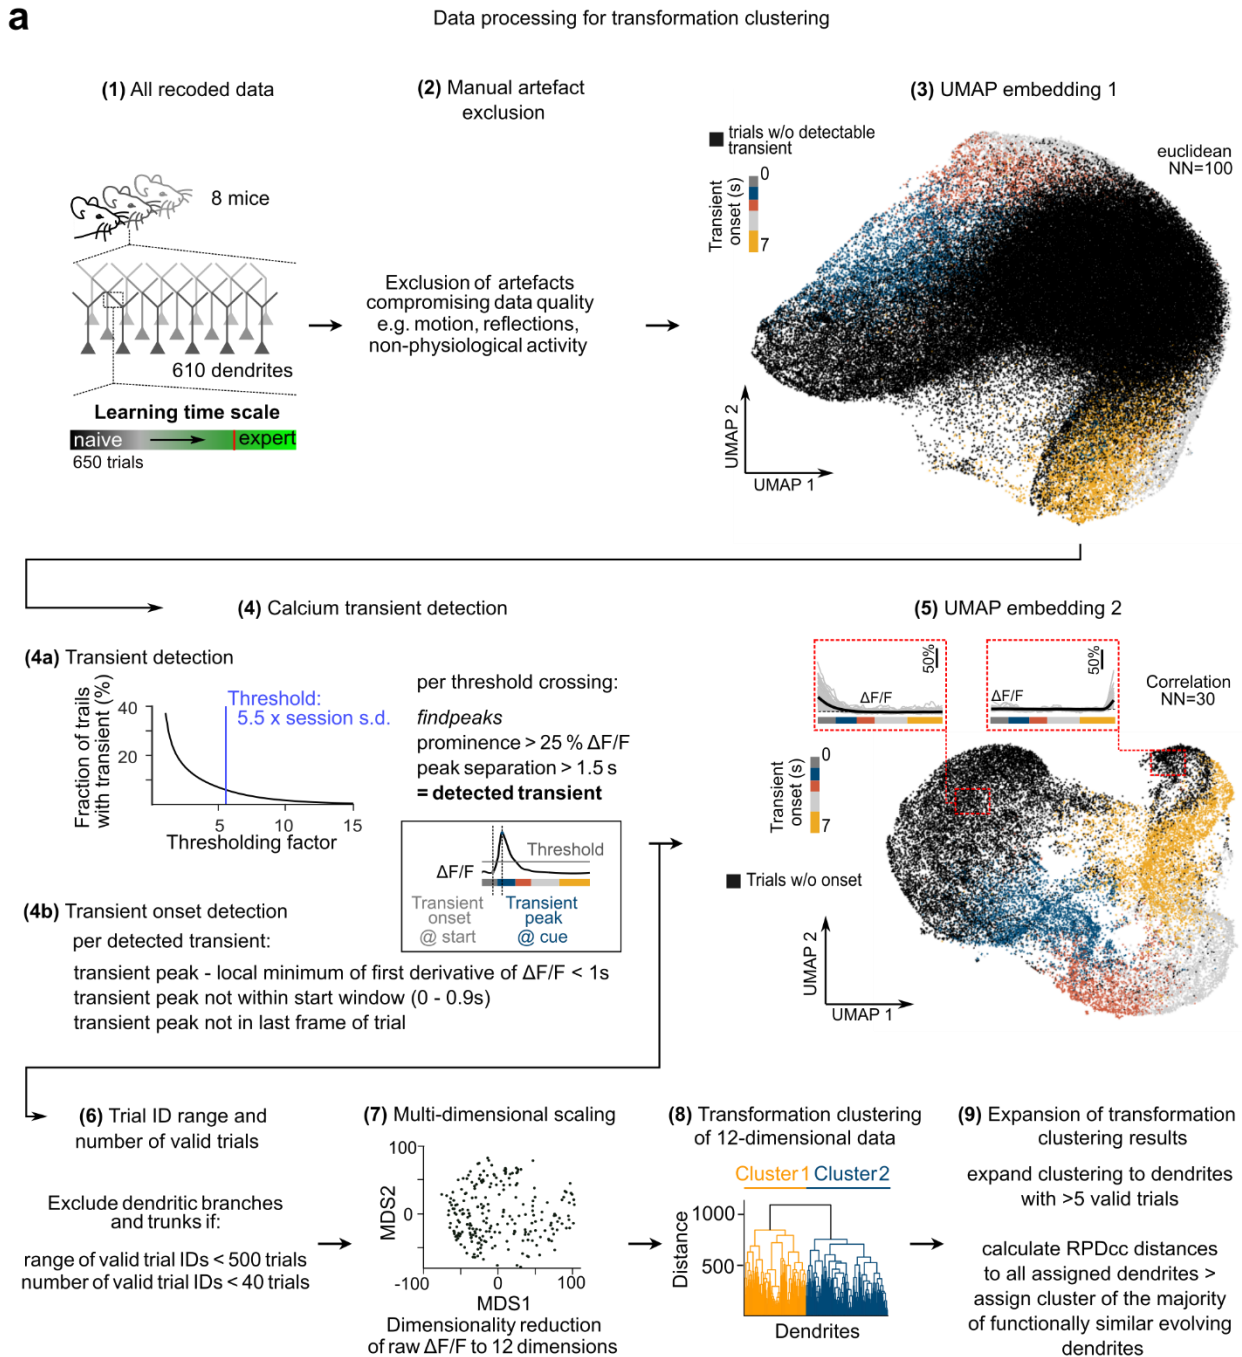 a
Data processing for transformation clustering
(1) All recoded data
8 mice
610 dendrites
Learning time scale
naive
expert
650 trials
(2) Manual artefact
exclusion
Exclusion of artefacts
compromising data quality
e.g. motion, reflections,
non-physiological activity
(3) UMAP embedding 1
trials w/o detectable
transient
Transient
onset (s)
0
7
euclidean
NN=100
UMAP 2
UMAP 1
(4) Calcium transient detection
(4a) Transient detection
Fraction of trails
with transient (%)
40
20
Threshold:
5.5 x session s.d.
5
10
15
Thresholding factor
per threshold crossing:
findpeaks
prominence > 25 % ΔF/F
peak separation > 1.5 s
= detected transient
Threshold
ΔF/F
Transient
onset
@ start
Transient
peak
@ cue
(4b) Transient onset detection
per detected transient:
transient peak - local minimum of first derivative of ΔF/F < 1s
transient peak not within start window (0 - 0.9s)
transient peak not in last frame of trial
(5) UMAP embedding 2
50%
ΔF/F
50%
ΔF/F
Correlation
NN=30
Transient
onset (s)
0
7
Trials w/o onset
UMAP 2
UMAP 1
(6) Trial ID range and
number of valid trials
Exclude dendritic branches
and trunks if:
range of valid trial IDs < 500 trials
number of valid trial IDs < 40 trials
(7) Multi-dimensional scaling
100
0
-100
0
100
MDS2
MDS1
Dimensionality reduction
of raw ΔF/F to 12 dimensions
(8) Transformation clustering
of 12-dimensional data
Cluster 1
Cluster 2
1000
500
Distance
Dendrites
(9) Expansion of transformation
clustering results
expand clustering to dendrites
with >5 valid trials
calculate RPDcc distances
to all assigned dendrites >
assign cluster of the majority
of functionally similar evolving
dendrites